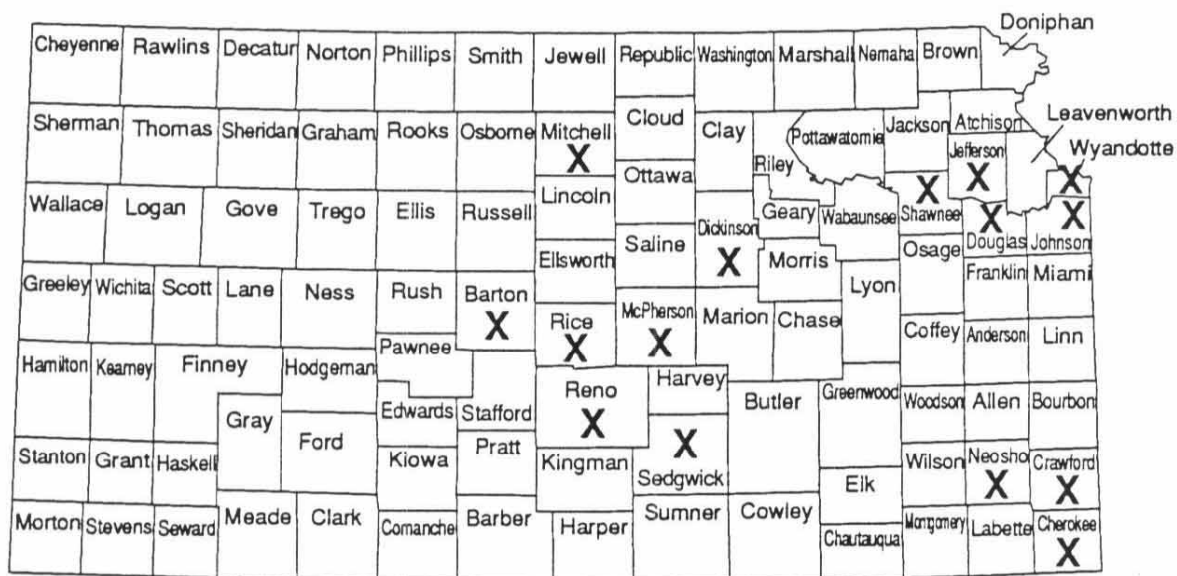 Doniphan
Cheyenne Rawlins Decatur Norton Phillips Smith Jewell Republic Washington Marshall Nemaha Brown
Leavenworth
Sherman Thomas Sheridan Graham Rooks Osborne Mitchell Cloud Clay Riley Pottawatomie Jackson Atchison
Jefferson Wyandotte
X X X
Wallace Logan Gove Trego Ellis Russell Lincoln Ottawa Geary Wabaunsee X Shawnee X X
Dickinson Douglas Johnson
Ellsworth Saline X Morris Osage
Greeley Wichita Scott Lane Ness Rush Barton Lyon Franklin Miami
X Rice McPherson Marion Chase
X X Coffey Anderson Linn
Hamilton Kearney Finney Hodgeman Pawnee
Reno Harvey Butler Greenwood Woodson Allen Bourbon
Gray Ford Edwards Stafford X X
Stanton Grant Haskell Kiowa Pratt Kingman Sedgwick Elk Wilson Neosho Crawford
X X
Morton Stevens Seward Meade Clark Comanche Barber Harper Sumner Cowley Chautauqua Montgomery Labette Cherokee
X